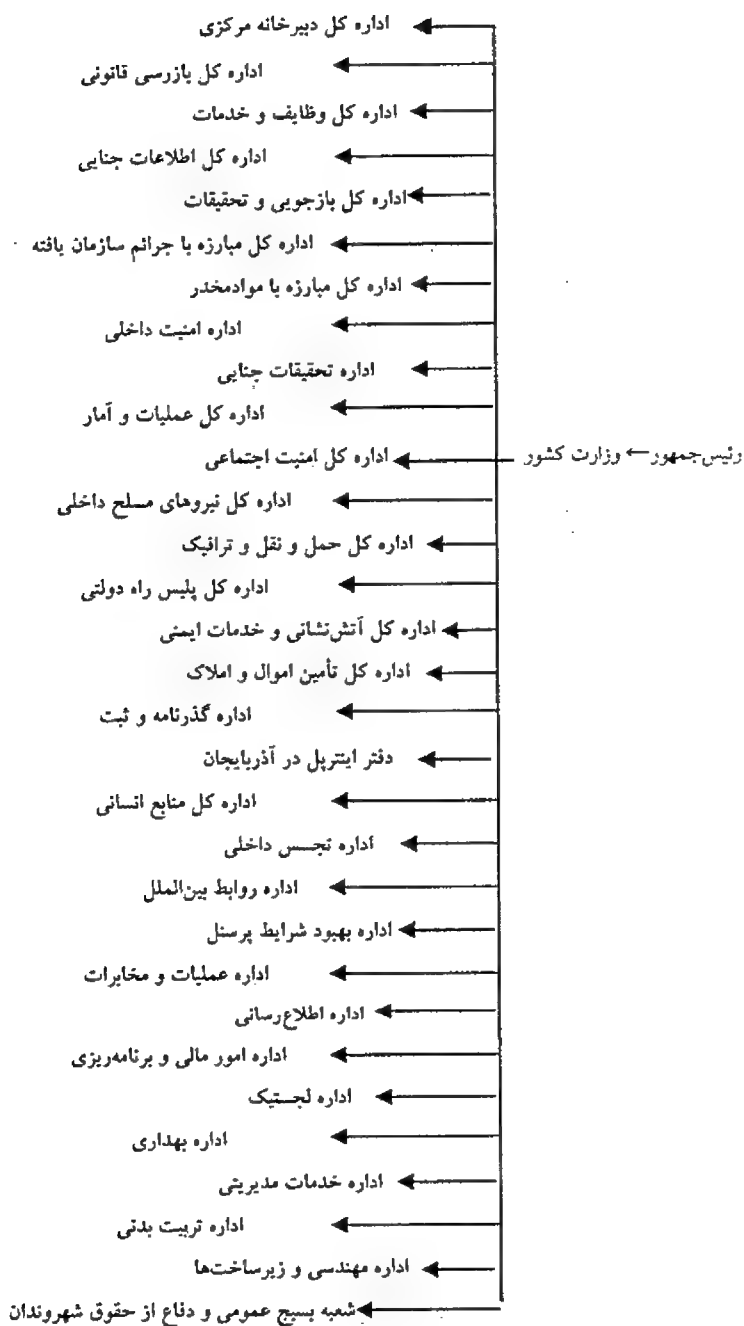 اداره کل دبیرخانه مرکزی
اداره کل بازرسی قانونی
اداره کل وظایف و خدمات
اداره کل اطلاعات جنایی
اداره کل بازجویی و تحقیقات
اداره کل مبارزه با جرائم سازمان یافته
اداره کل مبارزه با موادمخدر
اداره امنیت داخلی
اداره تحقیقات جنایی
اداره کل عملیات و آمار
رئیس‌جمهور ← وزارت کشور
اداره کل امنیت اجتماعی
اداره کل نیروهای مسلح داخلی
اداره کل حمل و نقل و ترافیک
اداره کل پلیس راه دولتی
اداره کل آتش‌نشانی و خدمات ایمنی
اداره کل تأمین اموال و املاک
اداره گذرنامه و ثبت
دفتر اینترپل در آذربایجان
اداره کل منابع انسانی
اداره تجسس داخلی
اداره روابط بین‌الملل
اداره بهبود شرایط پرسنل
اداره عملیات و مخابرات
اداره اطلاع‌رسانی
اداره امور مالی و برنامه‌ریزی
اداره لجستیک
اداره بهداری
اداره خدمات مدیریتی
اداره تربیت بدنی
اداره مهندسی و زیرساخت‌ها
شعبه بسیج عمومی و دفاع از حقوق شهروندان